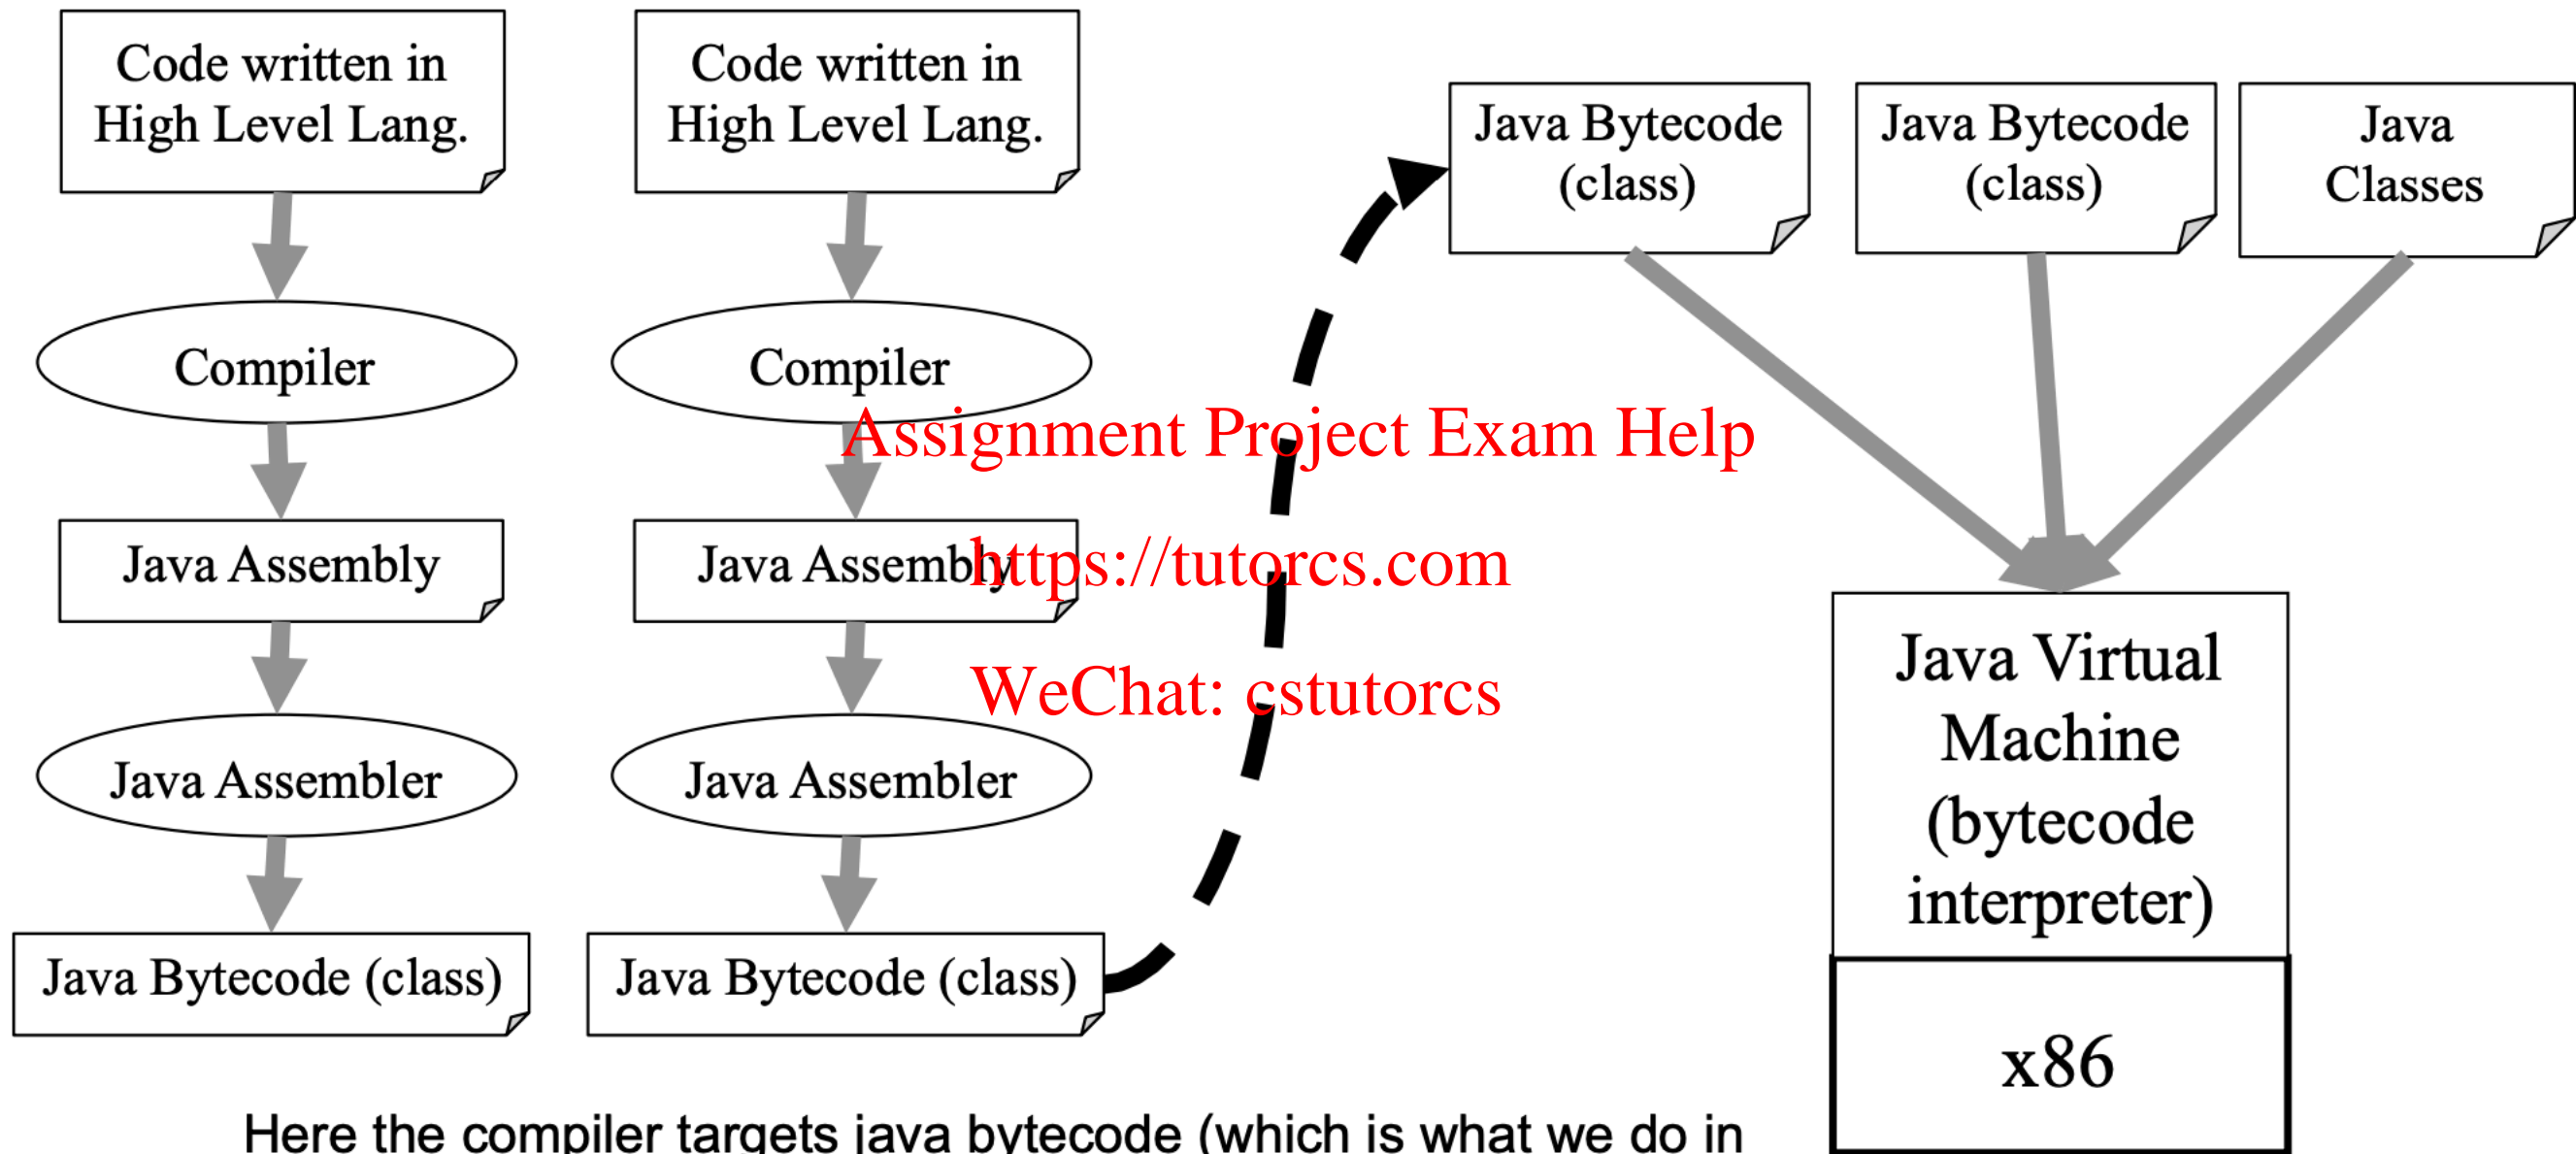 Code written in
High Level Lang.
Compiler
Java Assembly
Java Assembler
Java Bytecode (class)
Code written in
High Level Lang.
Compiler
Java Assembly
Java Assembler
Java Bytecode (class)
Assignment Project Exam Help
https://tutorcs.com
WeChat: cstutorcs
Java Bytecode
(class)
Java Bytecode
(class)
Java
Classes
Java Virtual
Machine
(bytecode
interpreter)
x86
Here the compiler targets java bytecode (which is what we do in